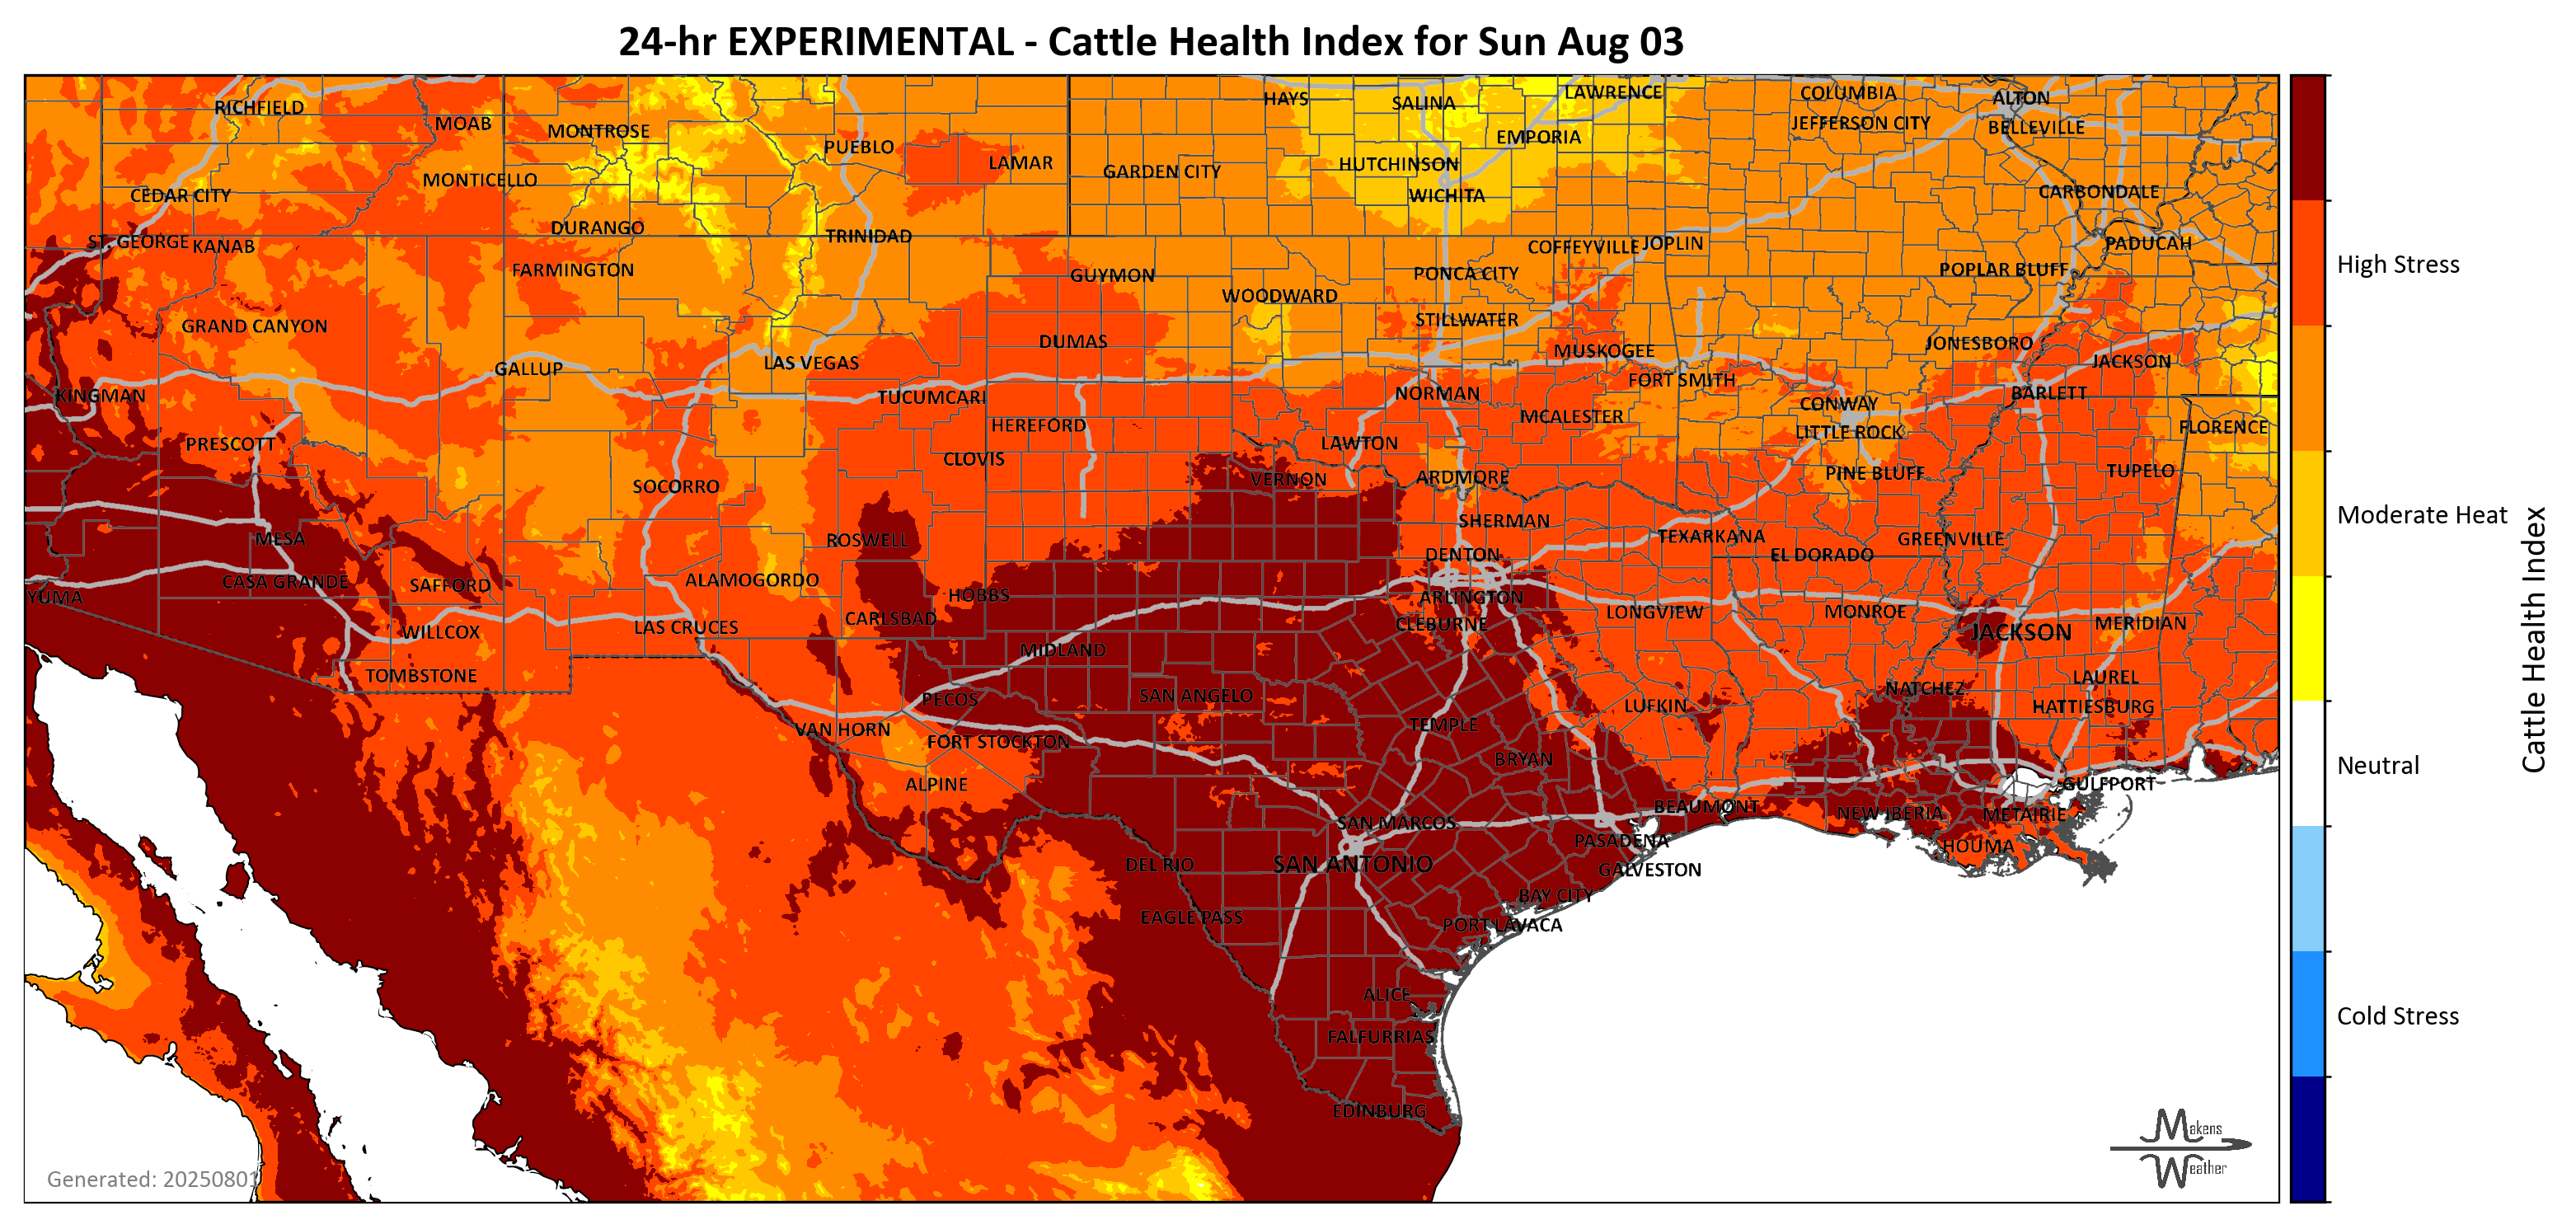 24-hr EXPERIMENTAL - Cattle Health Index for Sun Aug 03
RICHFIELD
MOAB
MONTROSE
PUEBLO
LAMAR
HAYS
SALINA
LAWRENCE
COLUMBIA
ALTON
EMPORIA
JEFFERSON CITY
BELLEVILLE
CEDAR CITY
MONTICELLO
GARDEN CITY
HUTCHINSON
WICHITA
CARBONDALE
ST. GEORGE
KANAB
DURANGO
TRINIDAD
COFFEYVILLE
JOPLIN
PADUCAH
FARMINGTON
GUYMON
PONCA CITY
POPLAR BLUFF
WOODWARD
GRAND CANYON
STILLWATER
DUMAS
MUSKOGEE
JONESBORO
JACKSON
GALLUP
LAS VEGAS
FORT SMITH
KINGMAN
TUCUMCARI
NORMAN
CONWAY
BARLETT
MCALESTER
HEREFORD
LITTLE ROCK
FLORENCE
PRESCOTT
CLOVIS
LAWTON
SOCORRO
VERNON
ARDMORE
PINE BLUFF
TUPELO
MESA
ROSWELL
SHERMAN
TEXARKANA
GREENVILLE
DENTON
EL DORADO
CASA GRANDE
SAFFORD
ALAMOGORDO
YUMA
HOBBS
ARLINGTON
LONGVIEW
MONROE
CARLSBAD
CLEBURNE
MERIDIAN
WILLCOX
LAS CRUCES
JACKSON
MIDLAND
TOMBSTONE
LAUREL
PECOS
SAN ANGELO
NATCHEZ
LUFKIN
HATTIESBURG
VAN HORN
TEMPLE
FORT STOCKTON
BRYAN
ALPINE
GULFPORT
BEAUMONT
SAN MARCOS
NEW IBERIA
METAIRIE
PASADENA
HOUMA
DEL RIO
SAN ANTONIO
GALVESTON
BAY CITY
EAGLE PASS
PORT LAVACA
ALICE
FALFURRIAS
EDINBURG
Generated: 20250801
Makens
Weather
High Stress
Moderate Heat
Neutral
Cold Stress
Cattle Health Index